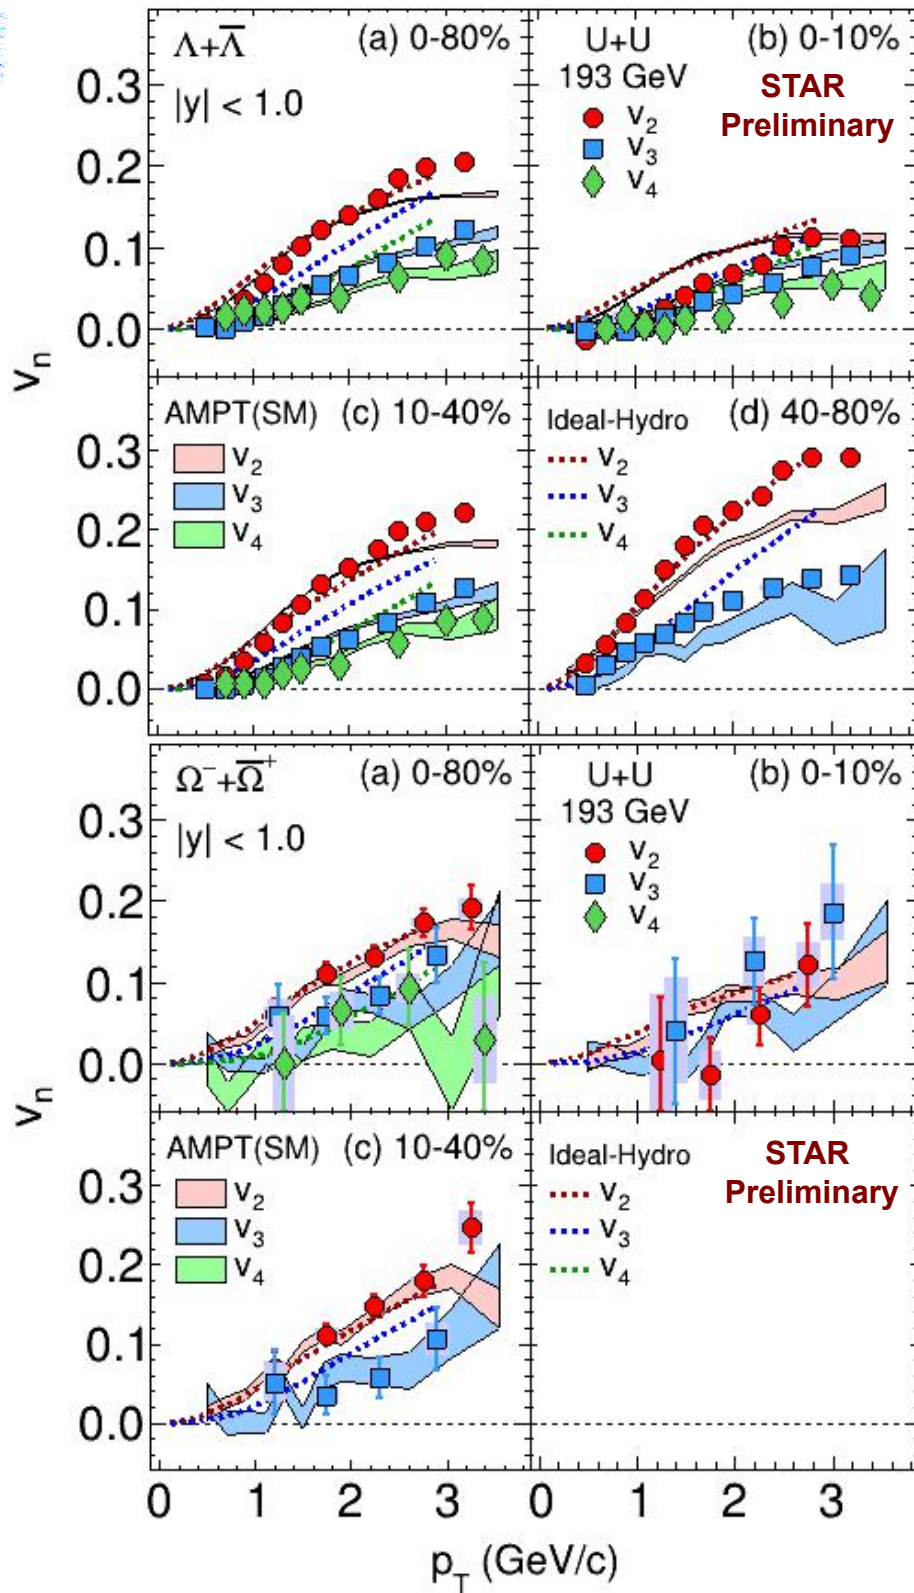 Λ+Λ̅ (a) 0-80%
|y| < 1.0
0.3
0.2
0.1
0.0
U+U (b) 0-10%
193 GeV
STAR
Preliminary
v₂
v₃
v₄
vₙ
AMPT(SM) (c) 10-40%
v₂
v₃
v₄
0.3
0.2
0.1
0.0
Ideal-Hydro (d) 40-80%
v₂
v₃
v₄
Ω⁻+Ω̅⁺ (a) 0-80%
|y| < 1.0
0.3
0.2
0.1
0.0
U+U (b) 0-10%
193 GeV
v₂
v₃
v₄
vₙ
AMPT(SM) (c) 10-40%
v₂
v₃
v₄
0.3
0.2
0.1
0.0
Ideal-Hydro
STAR
Preliminary
v₂
v₃
v₄
0 1 2 3 0 1 2 3
p_T (GeV/c)